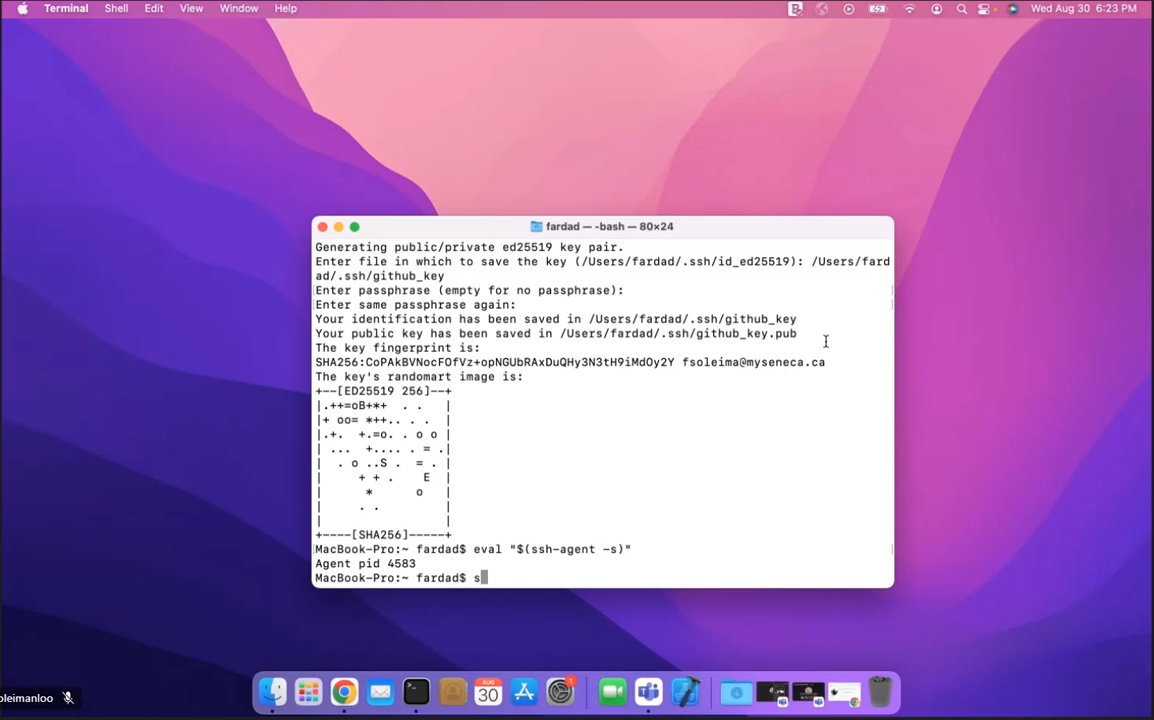 Terminal Shell Edit View Window Help Wed Aug 30 6:23 PM
fardad — -bash — 80×24
Generating public/private ed25519 key pair.
Enter file in which to save the key (/Users/fardad/.ssh/id_ed25519): /Users/fard
ad/.ssh/github_key
Enter passphrase (empty for no passphrase):
Enter same passphrase again:
Your identification has been saved in /Users/fardad/.ssh/github_key
Your public key has been saved in /Users/fardad/.ssh/github_key.pub
The key fingerprint is:
SHA256:CoPAkBVNocFOfVz+opNGUbRAxDuQHy3N3tH9iMdOy2Y fsoleima@myseneca.ca
The key's randomart image is:
+--[ED25519 256]--+
|.++=oB+*+  . .   |
|+ oo= *++.. . .  |
|.+.  +.=o. . o o |
| ...  +.... . = .|
|  . o ..S .  = . |
|     + + .    E  |
|      *      o   |
|     . .         |
|                 |
+----[SHA256]-----+
MacBook-Pro:~ fardad$ eval "$(ssh-agent -s)"
Agent pid 4583
MacBook-Pro:~ fardad$ s
AUG
30
1
oleimanloo